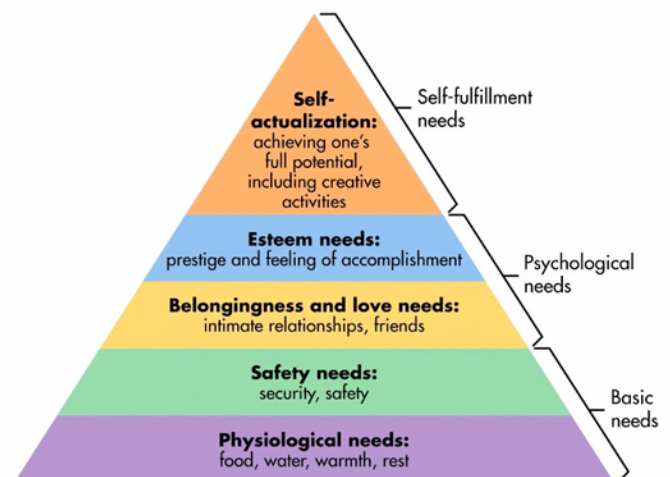 Self-
actualization:
achieving one's
full potential,
including creative
activities
Self-fulfillment
needs
Esteem needs:
prestige and feeling of accomplishment
Belongingness and love needs:
intimate relationships, friends
Psychological
needs
Safety needs:
security, safety
Physiological needs:
food, water, warmth, rest
Basic
needs